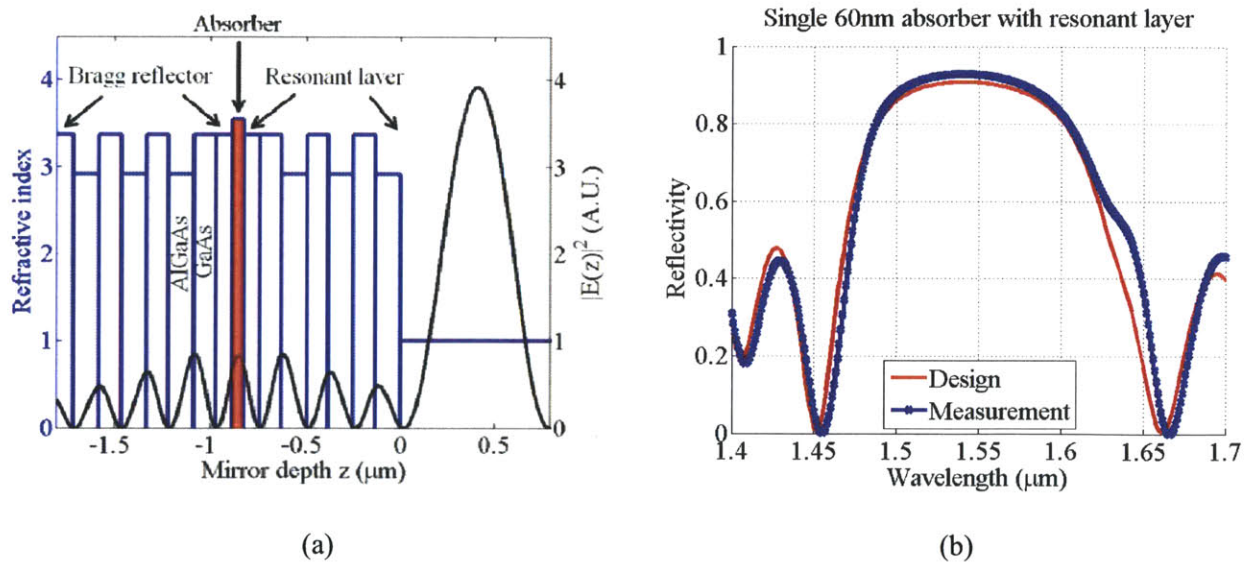 Absorber
Bragg reflector
Resonant layer
4
3
2
1
0
Refractive index
AlGaAs
GaAs
4
3
2
1
0
|E(z)|² (A.U.)
-1.5
-1
-0.5
0
0.5
Mirror depth z (μm)
(a)
Single 60nm absorber with resonant layer
1
0.8
0.6
0.4
0.2
0
Reflectivity
Design
Measurement
1.4
1.45
1.5
1.55
1.6
1.65
1.7
Wavelength (μm)
(b)